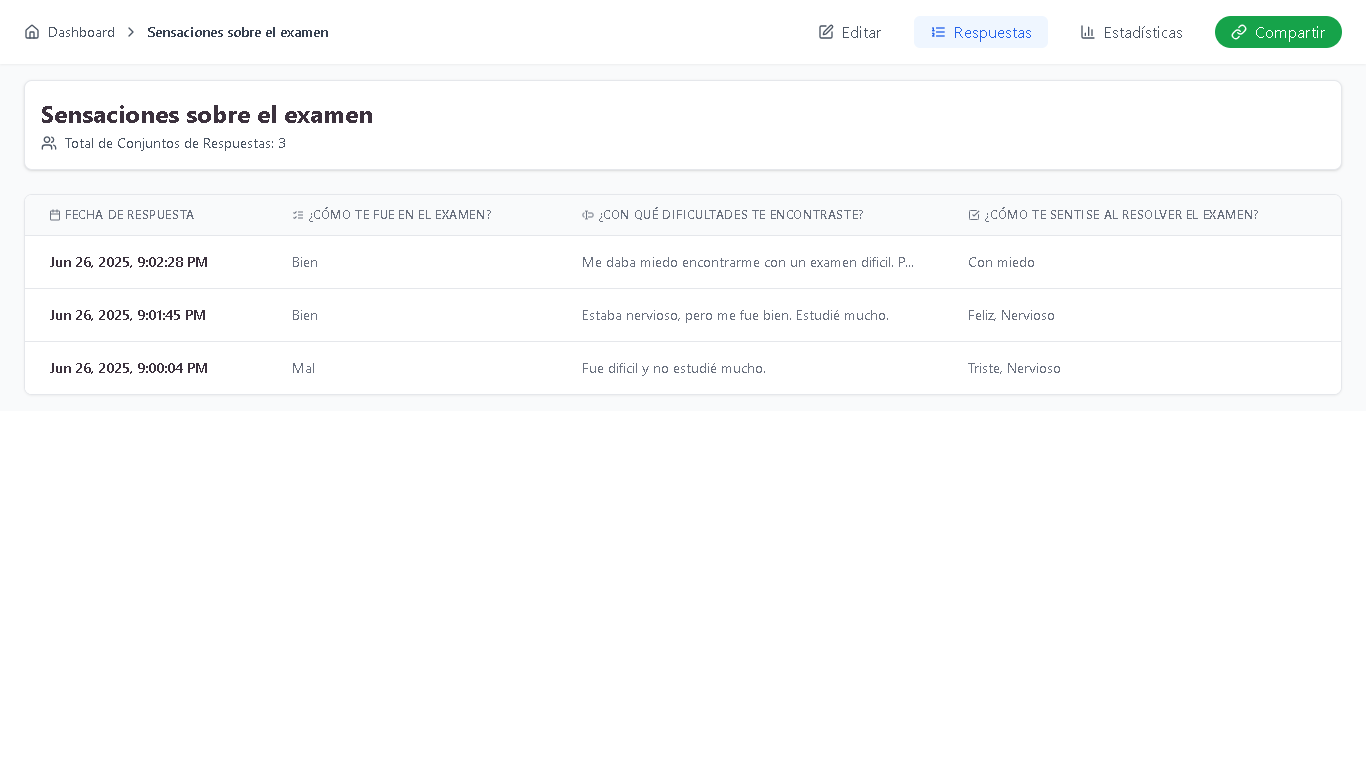 Dashboard > Sensaciones sobre el examen Editar Respuestas Estadísticas Compartir
Sensaciones sobre el examen
Total de Conjuntos de Respuestas: 3
FECHA DE RESPUESTA ¿CÓMO TE FUE EN EL EXAMEN? ¿CON QUÉ DIFICULTADES TE ENCONTRASTE? ¿CÓMO TE SENTISE AL RESOLVER EL EXAMEN?
Jun 26, 2025, 9:02:28 PM Bien Me daba miedo encontrarme con un examen dificil. P... Con miedo
Jun 26, 2025, 9:01:45 PM Bien Estaba nervioso, pero me fue bien. Estudié mucho. Feliz, Nervioso
Jun 26, 2025, 9:00:04 PM Mal Fue dificil y no estudié mucho. Triste, Nervioso